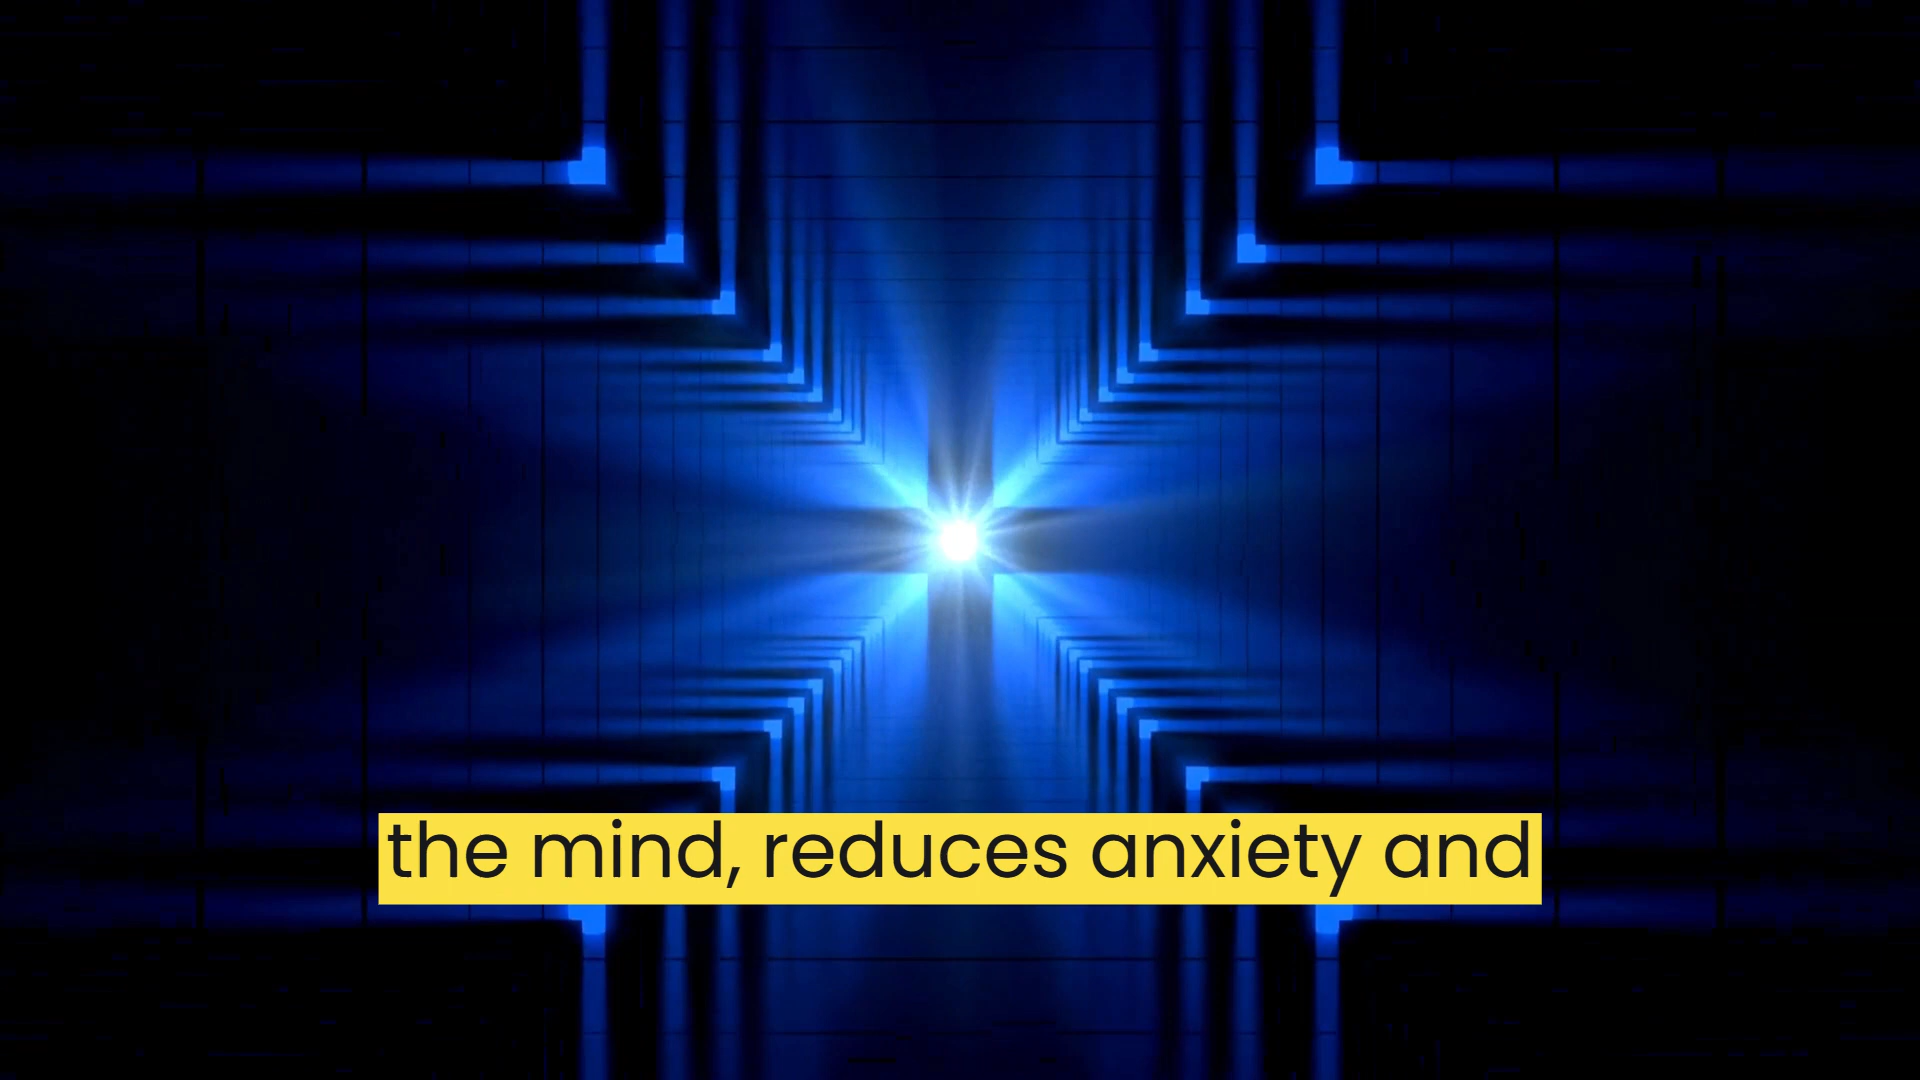 the mind, reduces anxiety and